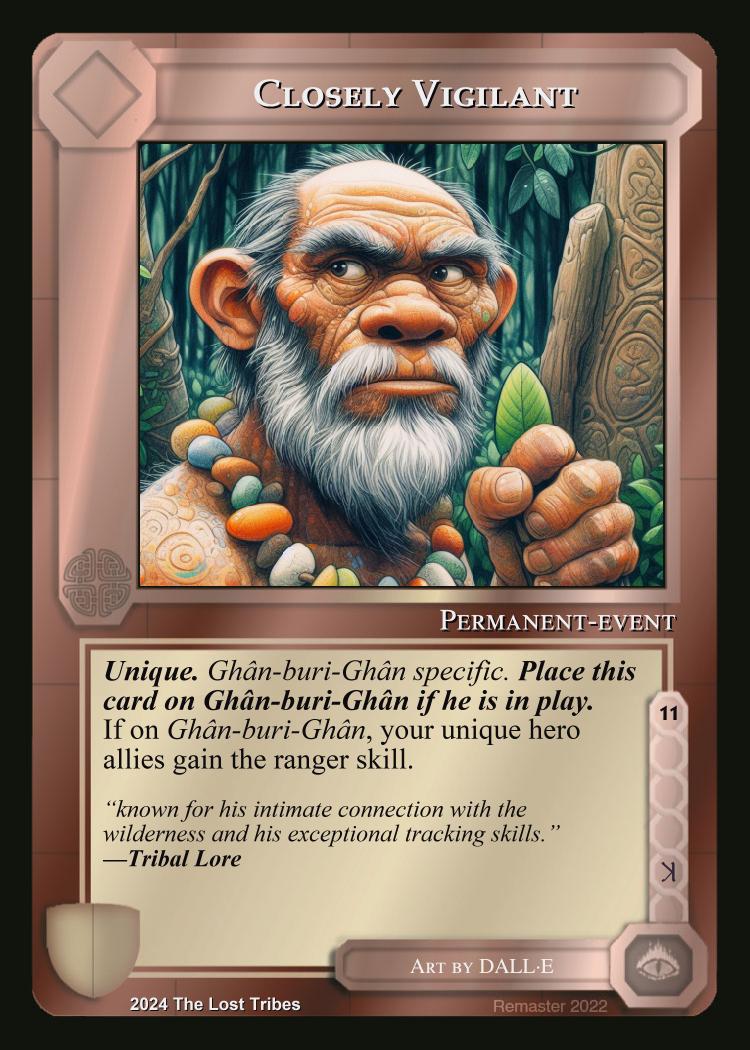 Closely Vigilant
Permanent-event
Unique. Ghân-buri-Ghân specific. Place this
card on Ghân-buri-Ghân if he is in play.
If on Ghân-buri-Ghân, your unique hero
allies gain the ranger skill.
11
“known for his intimate connection with the
wilderness and his exceptional tracking skills.”
—Tribal Lore
Art by DALL·E
2024 The Lost Tribes
Remaster 2022